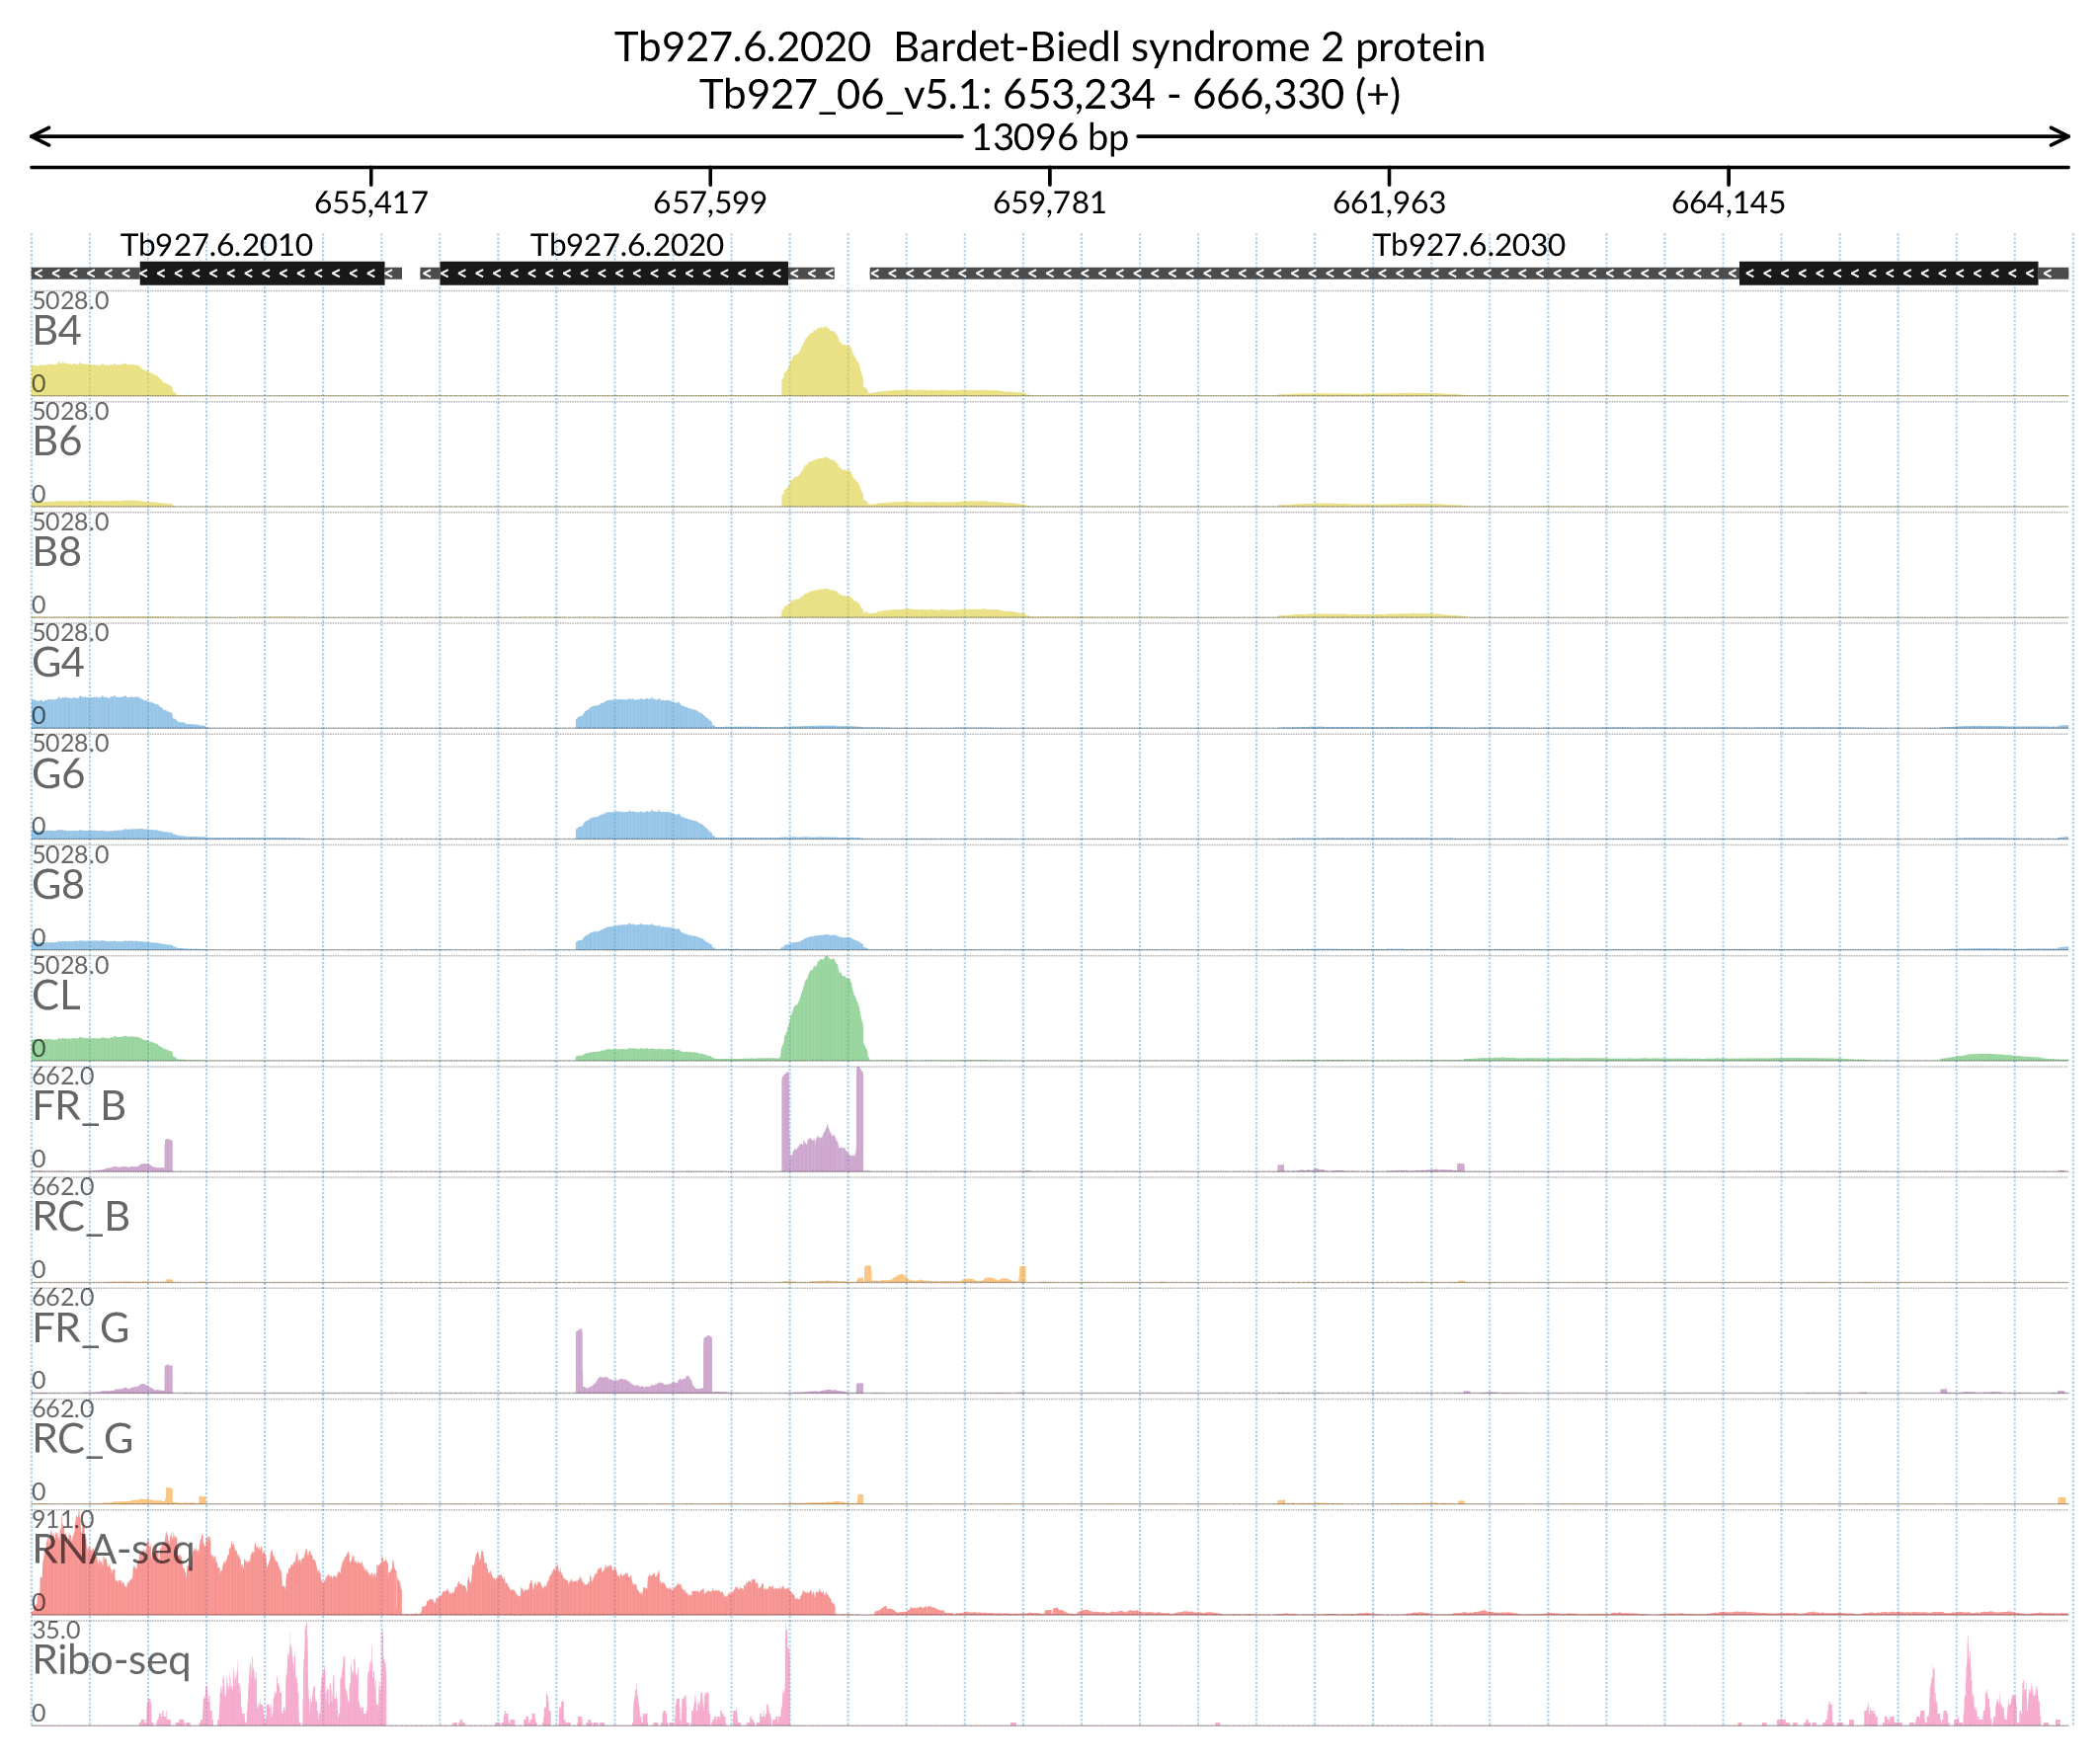 Tb927.6.2020 Bardet-Biedl syndrome 2 protein
Tb927_06_v5.1: 653,234 - 666,330 (+)
13096 bp
655,417 657,599 659,781 661,963 664,145
Tb927.6.2010 Tb927.6.2020 Tb927.6.2030
5028.0
B4
0
5028.0
B6
0
5028.0
B8
0
5028.0
G4
0
5028.0
G6
0
5028.0
G8
0
5028.0
CL
0
662.0
FR_B
0
662.0
RC_B
0
662.0
FR_G
0
662.0
RC_G
0
911.0
RNA-seq
0
35.0
Ribo-seq
0